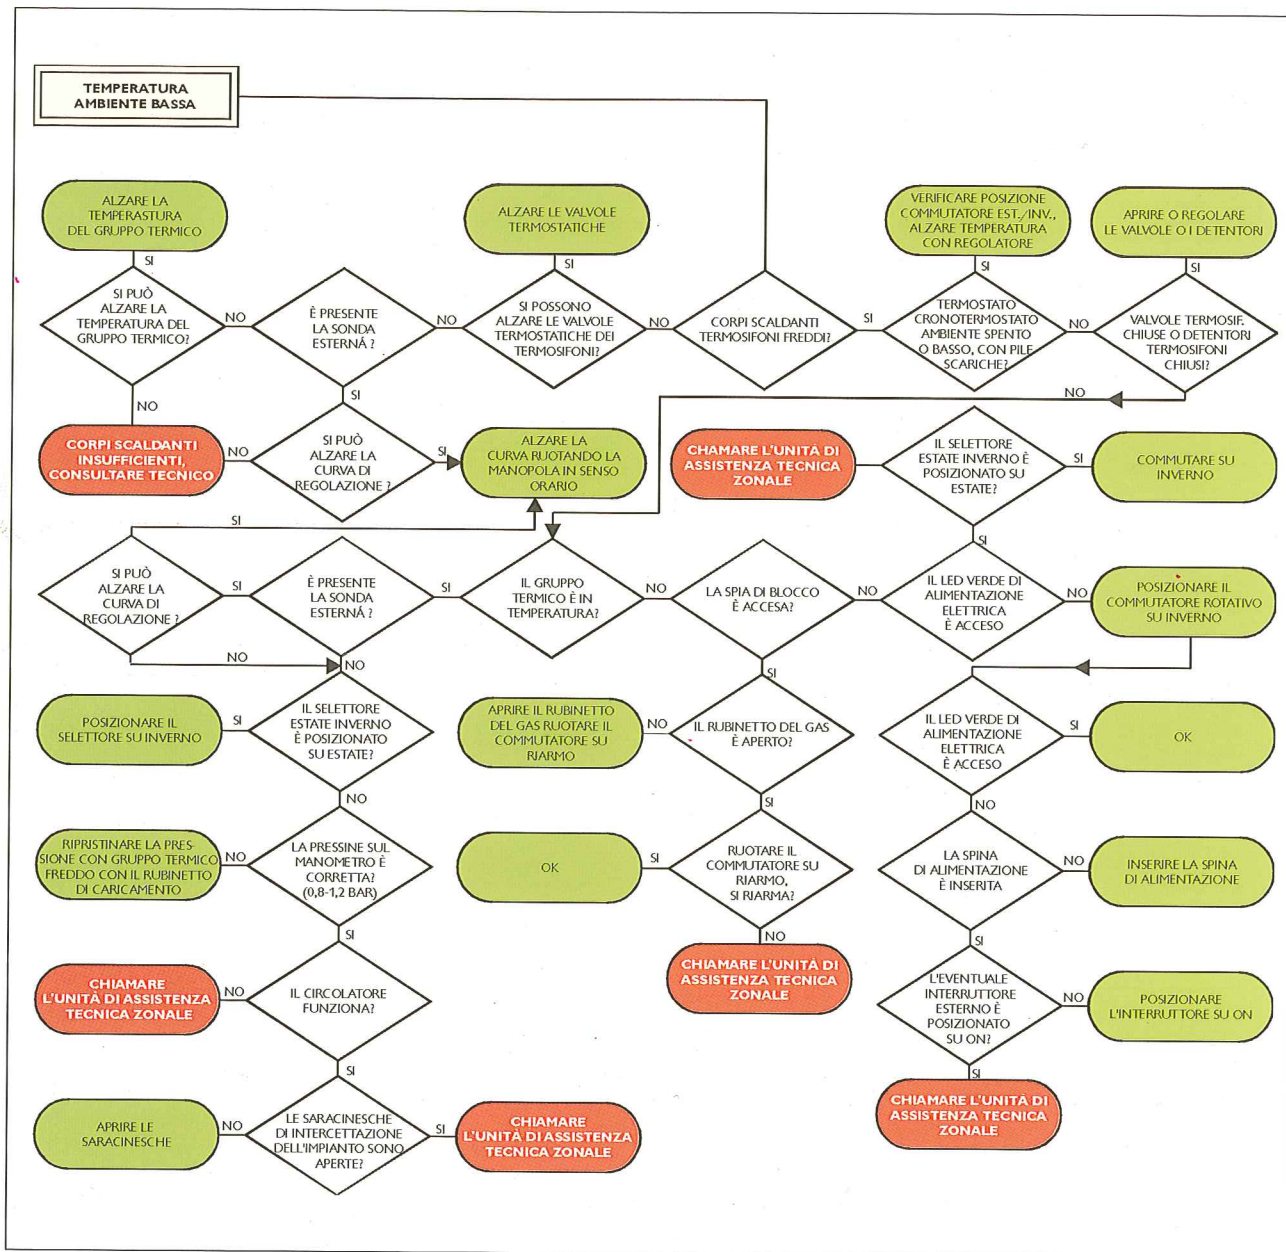 TEMPERATURA
AMBIENTE BASSA
ALZARE LA
TEMPERASTURA
DEL GRUPPO TERMICO
ALZARE LE VALVOLE
TERMOSTATICHE
VERIFICARE POSIZIONE
COMMUTATORE EST./INV.,
ALZARE TEMPERATURA
CON REGOLATORE
APRIRE O REGOLARE
LE VALVOLE O I DETENTORI
SI
SI
SI
SI
SI PUÒ
ALZARE LA
TEMPERATURA DEL
GRUPPO TERMICO?
NO
È PRESENTE
LA SONDA
ESTERNÁ ?
NO
SI POSSONO
ALZARE LE VALVOLE
TERMOSTATICHE DEI
TERMOSIFONI?
NO
CORPI SCALDANTI
TERMOSIFONI FREDDI?
SI
TERMOSTATO
CRONOTERMOSTATO
AMBIENTE SPENTO
O BASSO, CON PILE
SCARICHE?
NO
VALVOLE TERMOSIF.
CHIUSE O DETENTORI
TERMOSIFONI
CHIUSI?
NO
SI
NO
CORPI SCALDANTI
INSUFFICIENTI,
CONSULTARE TECNICO
NO
SI PUÒ
ALZARE LA
CURVA DI
REGOLAZIONE ?
SI
ALZARE LA
CURVA RUOTANDO LA
MANOPOLA IN SENSO
ORARIO
CHAMARE L'UNITÀ DI
ASSISTENZA TECNICA
ZONALE
IL SELETTORE
ESTATE INVERNO È
POSIZIONATO SU
ESTATE?
SI
COMMUTARE SU
INVERNO
SI
SI
SI PUÒ
ALZARE LA
CURVA DI
REGOLAZIONE ?
SI
È PRESENTE
LA SONDA
ESTERNÁ ?
SI
IL GRUPPO
TERMICO È IN
TEMPERATURA?
NO
LA SPIA DI BLOCCO
È ACCESA?
NO
IL LED VERDE DI
ALIMENTAZIONE
ELETTRICA
È ACCESO
NO
POSIZIONARE IL
COMMUTATORE ROTATIVO
SU INVERNO
NO
NO
SI
POSIZIONARE IL
SELETTORE SU INVERNO
SI
IL SELETTORE
ESTATE INVERNO
È POSIZIONATO
SU ESTATE?
APRIRE IL RUBINETTO
DEL GAS RUOTARE IL
COMMUTATORE SU
RIARMO
NO
IL RUBINETTO DEL GAS
È APERTO?
IL LED VERDE DI
ALIMENTAZIONE
ELETTRICA
È ACCESO
SI
OK
NO
SI
NO
RIPRISTINARE LA PRES-
SIONE CON GRUPPO TERMICO
FREDDO CON IL RUBINETTO
DI CARICAMENTO
NO
LA PRESSINE SUL
MANOMETRO È
CORRETTA?
(0,8-1,2 BAR)
OK
SI
RUOTARE IL
COMMUTATORE SU
RIARMO,
SI RIARMA?
LA SPINA
DI ALIMENTAZIONE
È INSERITA
NO
INSERIRE LA SPINA
DI ALIMENTAZIONE
SI
NO
SI
CHIAMARE
L'UNITÀ DI ASSISTENZA
TECNICA ZONALE
NO
IL CIRCOLATORE
FUNZIONA?
CHIAMARE L'UNITÀ DI
ASSISTENZA TECNICA
ZONALE
L'EVENTUALE
INTERRUTTORE
ESTERNO È
POSIZIONATO
SU ON?
NO
POSIZIONARE
L'INTERRUTTORE SU ON
SI
SI
APRIRE LE
SARACINESCHE
NO
LE SARACINESCHE
DI INTERCETTAZIONE
DELL'IMPIANTO SONO
APERTE?
SI
CHIAMARE
L'UNITÀ DI ASSISTENZA
TECNICA ZONALE
CHIAMARE L'UNITÀ DI
ASSISTENZA TECNICA
ZONALE